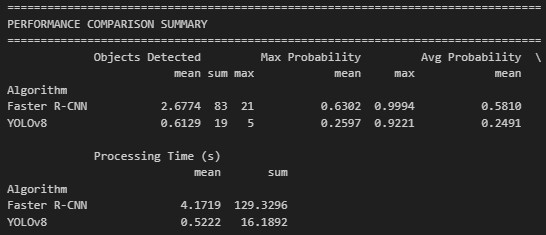 ================================================================================
PERFORMANCE COMPARISON SUMMARY
================================================================================
Objects Detected Max Probability Avg Probability \
mean sum max mean max mean
Algorithm
Faster R-CNN 2.6774 83 21 0.6302 0.9994 0.5810
YOLOv8 0.6129 19 5 0.2597 0.9221 0.2491
Processing Time (s)
mean sum
Algorithm
Faster R-CNN 4.1719 129.3296
YOLOv8 0.5222 16.1892